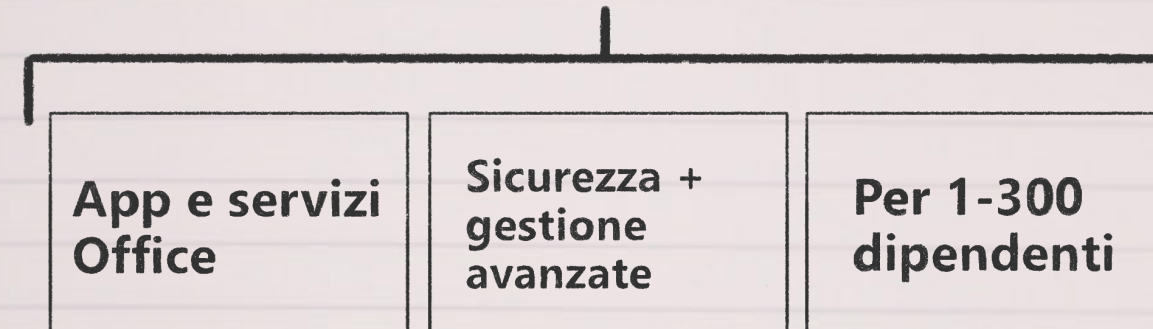 App e servizi
Office
Sicurezza +
gestione
avanzate
Per 1-300
dipendenti